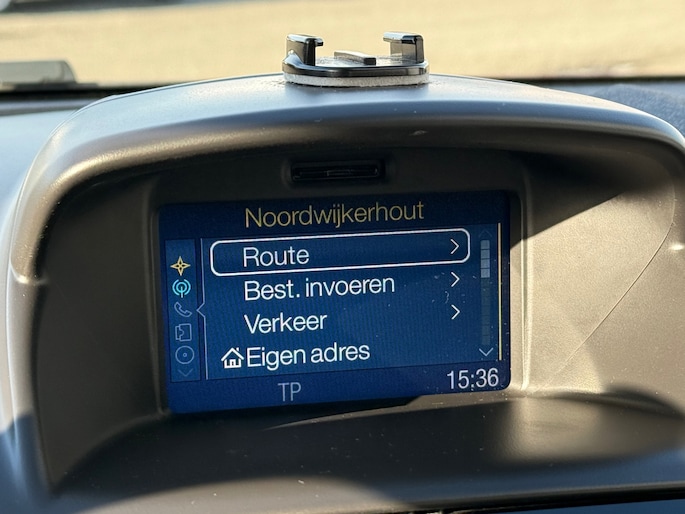 Noordwijkerhout
Route
Best. invoeren
Verkeer
Eigen adres
TP
15:36